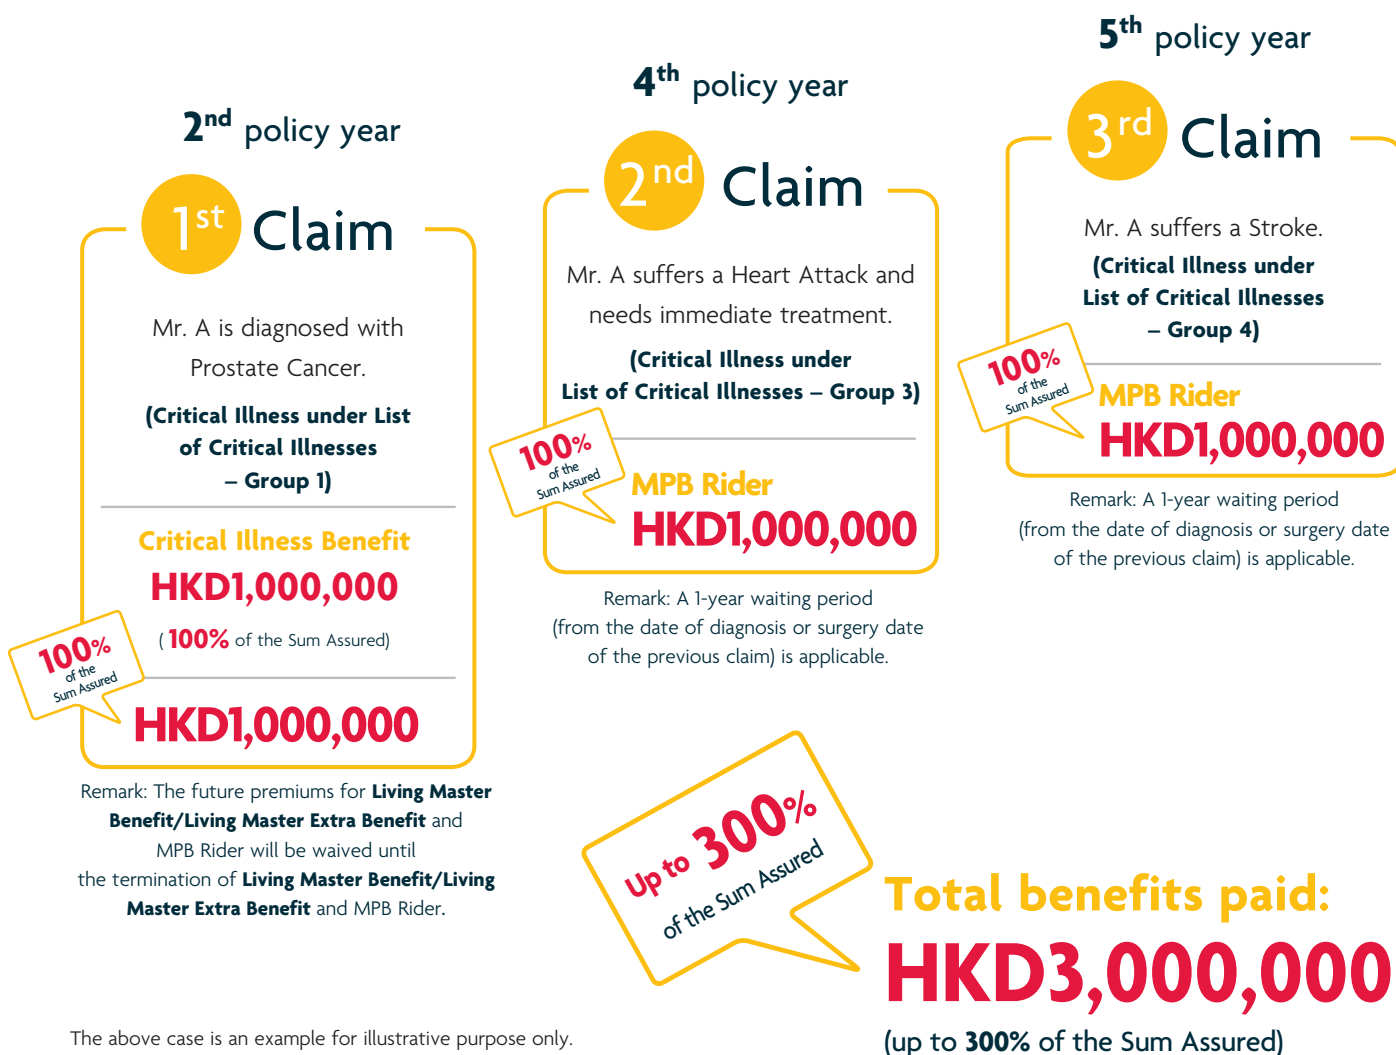 2nd policy year
1st Claim
Mr. A is diagnosed with
Prostate Cancer.
(Critical Illness under List
of Critical Illnesses
– Group 1)
Critical Illness Benefit
HKD1,000,000
( 100% of the Sum Assured)
100%
of the
Sum Assured
HKD1,000,000
Remark: The future premiums for Living Master
Benefit/Living Master Extra Benefit and
MPB Rider will be waived until
the termination of Living Master Benefit/Living
Master Extra Benefit and MPB Rider.
4th policy year
2nd Claim
Mr. A suffers a Heart Attack and
needs immediate treatment.
(Critical Illness under
List of Critical Illnesses – Group 3)
100%
of the
Sum Assured
MPB Rider
HKD1,000,000
Remark: A 1-year waiting period
(from the date of diagnosis or surgery date
of the previous claim) is applicable.
5th policy year
3rd Claim
Mr. A suffers a Stroke.
(Critical Illness under
List of Critical Illnesses
– Group 4)
100%
of the
Sum Assured
MPB Rider
HKD1,000,000
Remark: A 1-year waiting period
(from the date of diagnosis or surgery date
of the previous claim) is applicable.
Up to 300%
of the Sum Assured
Total benefits paid:
HKD3,000,000
(up to 300% of the Sum Assured)
The above case is an example for illustrative purpose only.